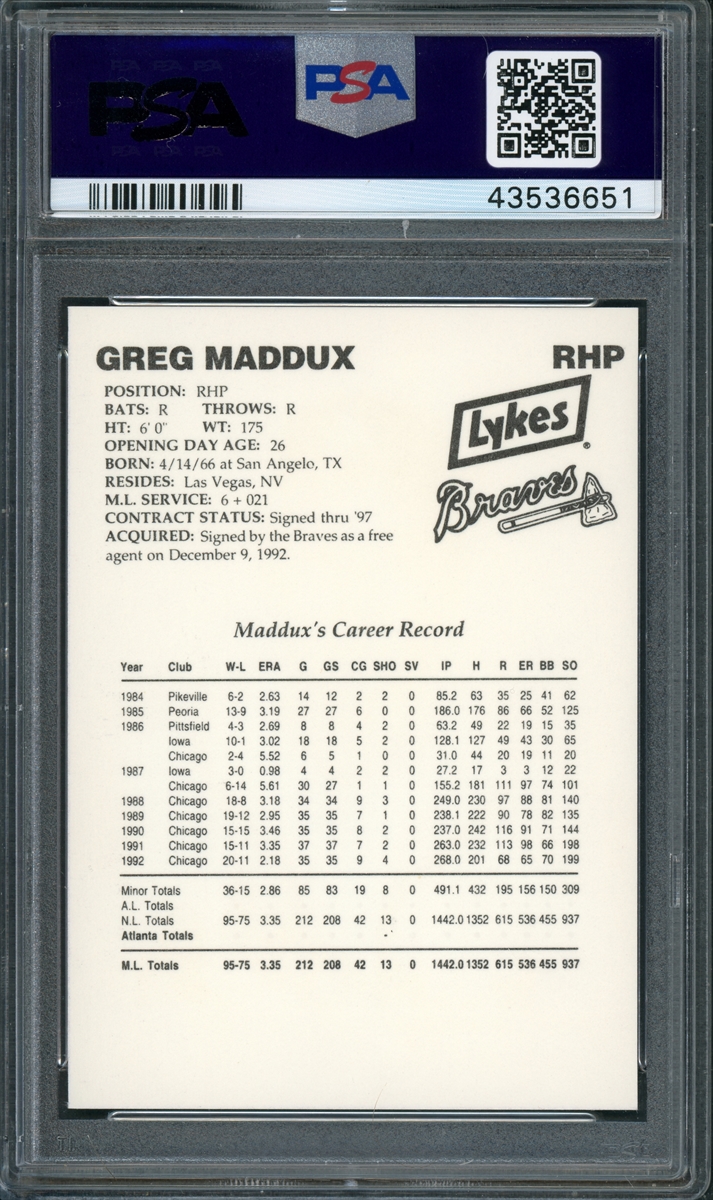 PSA
PSA
43536651
GREG MADDUX RHP
POSITION: RHP
BATS: R THROWS: R
HT: 6' 0" WT: 175
OPENING DAY AGE: 26
BORN: 4/14/66 at San Angelo, TX
RESIDES: Las Vegas, NV
M.L. SERVICE: 6 + 021
CONTRACT STATUS: Signed thru '97
ACQUIRED: Signed by the Braves as a free
agent on December 9, 1992.
Lykes®
Braves
Maddux's Career Record
Year Club W-L ERA G GS CG SHO SV IP H R ER BB SO
1984 Pikeville 6-2 2.63 14 12 2 2 0 85.2 63 35 25 41 62
1985 Peoria 13-9 3.19 27 27 6 0 0 186.0 176 86 66 52 125
1986 Pittsfield 4-3 2.69 8 8 4 2 0 63.2 49 22 19 15 35
Iowa 10-1 3.02 18 18 5 2 0 128.1 127 49 43 30 65
Chicago 2-4 5.52 6 5 1 0 0 31.0 44 20 19 11 20
1987 Iowa 3-0 0.98 4 4 2 2 0 27.2 17 3 3 12 22
Chicago 6-14 5.61 30 27 1 1 0 155.2 181 111 97 74 101
1988 Chicago 18-8 3.18 34 34 9 3 0 249.0 230 97 88 81 140
1989 Chicago 19-12 2.95 35 35 7 1 0 238.1 222 90 78 82 135
1990 Chicago 15-15 3.46 35 35 8 2 0 237.0 242 116 91 71 144
1991 Chicago 15-11 3.35 37 37 7 2 0 263.0 232 113 98 66 198
1992 Chicago 20-11 2.18 35 35 9 4 0 268.0 201 68 65 70 199
Minor Totals 36-15 2.86 85 83 19 8 0 491.1 432 195 156 150 309
A.L. Totals
N.L. Totals 95-75 3.35 212 208 42 13 0 1442.0 1352 615 536 455 937
Atlanta Totals
M.L. Totals 95-75 3.35 212 208 42 13 0 1442.0 1352 615 536 455 937